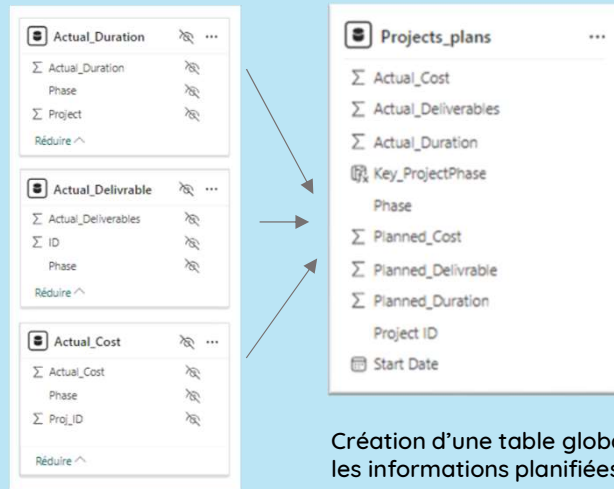 Actual_Duration
Actual_Duration
Phase
Project
Réduire
Actual_Delivrable
Actual_Deliverables
ID
Phase
Réduire
Actual_Cost
Actual_Cost
Phase
Proj_ID
Réduire
Projects_plans
Actual_Cost
Actual_Deliverables
Actual_Duration
Key_ProjectPhase
Phase
Planned_Cost
Planned_Delivrable
Planned_Duration
Project ID
Start Date
Création d’une table globa
les informations planifiées